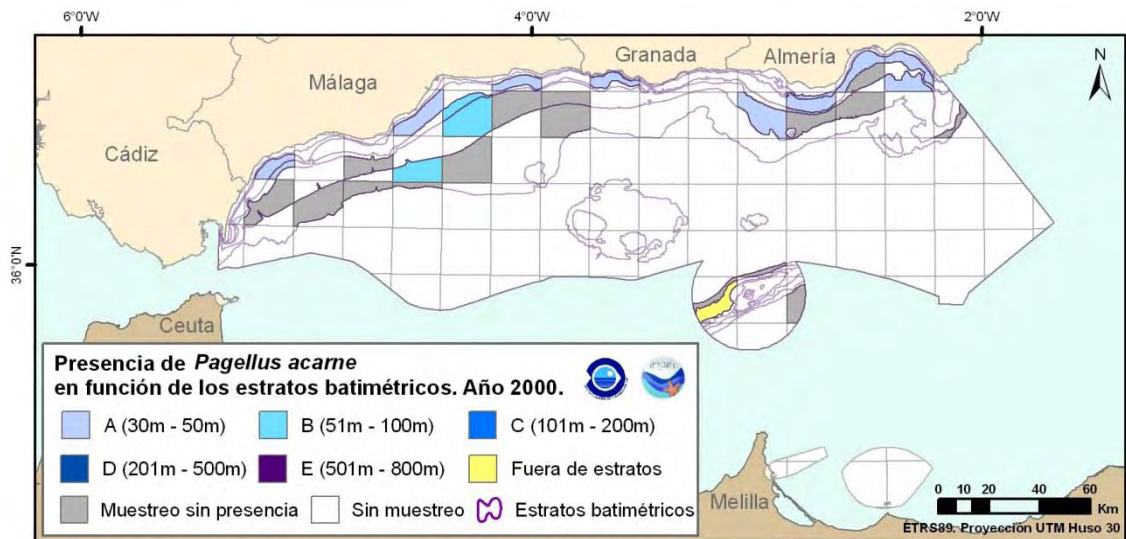 6°0'W 4°0'W 2°0'W
Granada Almería N
Málaga
Cádiz
36°0'N
Ceuta
Presencia de Pagellus acarne
en función de los estratos batimétricos. Año 2000.
A (30m - 50m) B (51m - 100m) C (101m - 200m)
D (201m - 500m) E (501m - 800m) Fuera de estratos
Muestreo sin presencia Sin muestreo Estratos batimétricos
Melilla
0 10 20 40 60
Km
ETRS89. Proyección UTM Huso 30